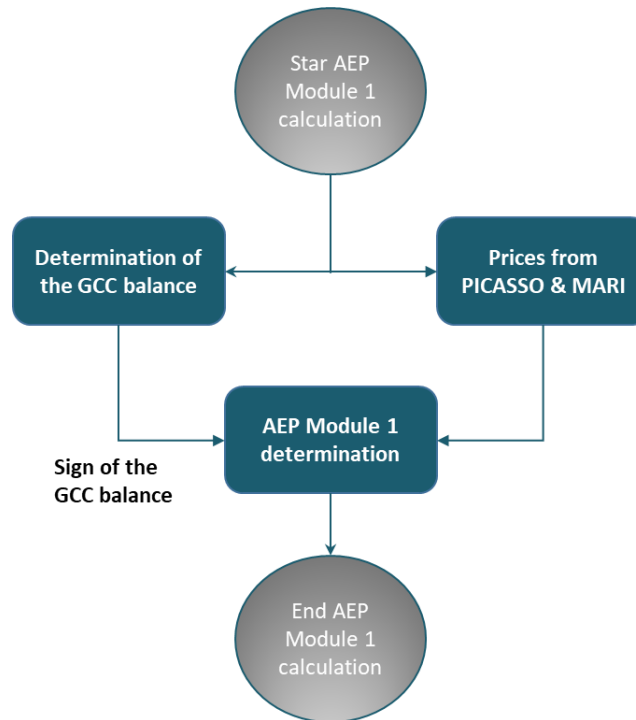 Star AEP
Module 1
calculation
Determination of
the GCC balance
Prices from
PICASSO & MARI
AEP Module 1
determination
Sign of the
GCC balance
End AEP
Module 1
calculation